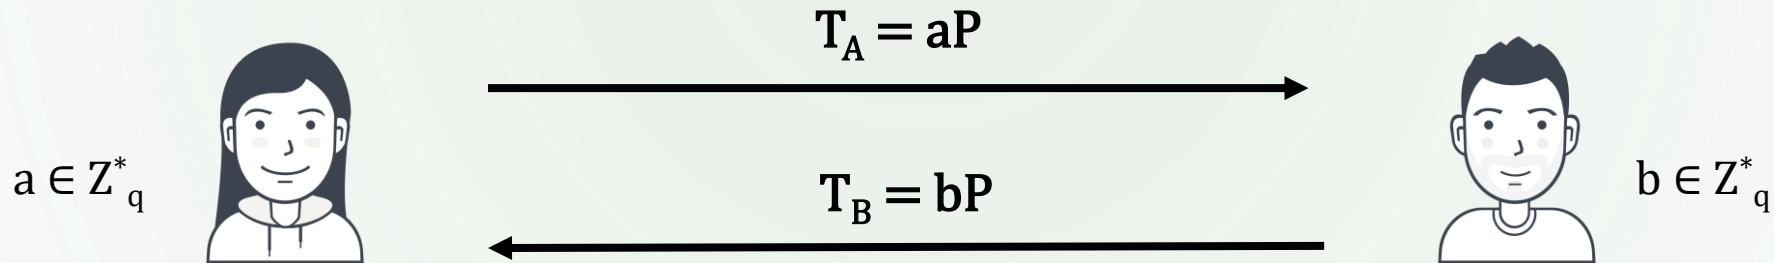 T_A = aP
a ∈ Z*_q
T_B = bP
b ∈ Z*_q